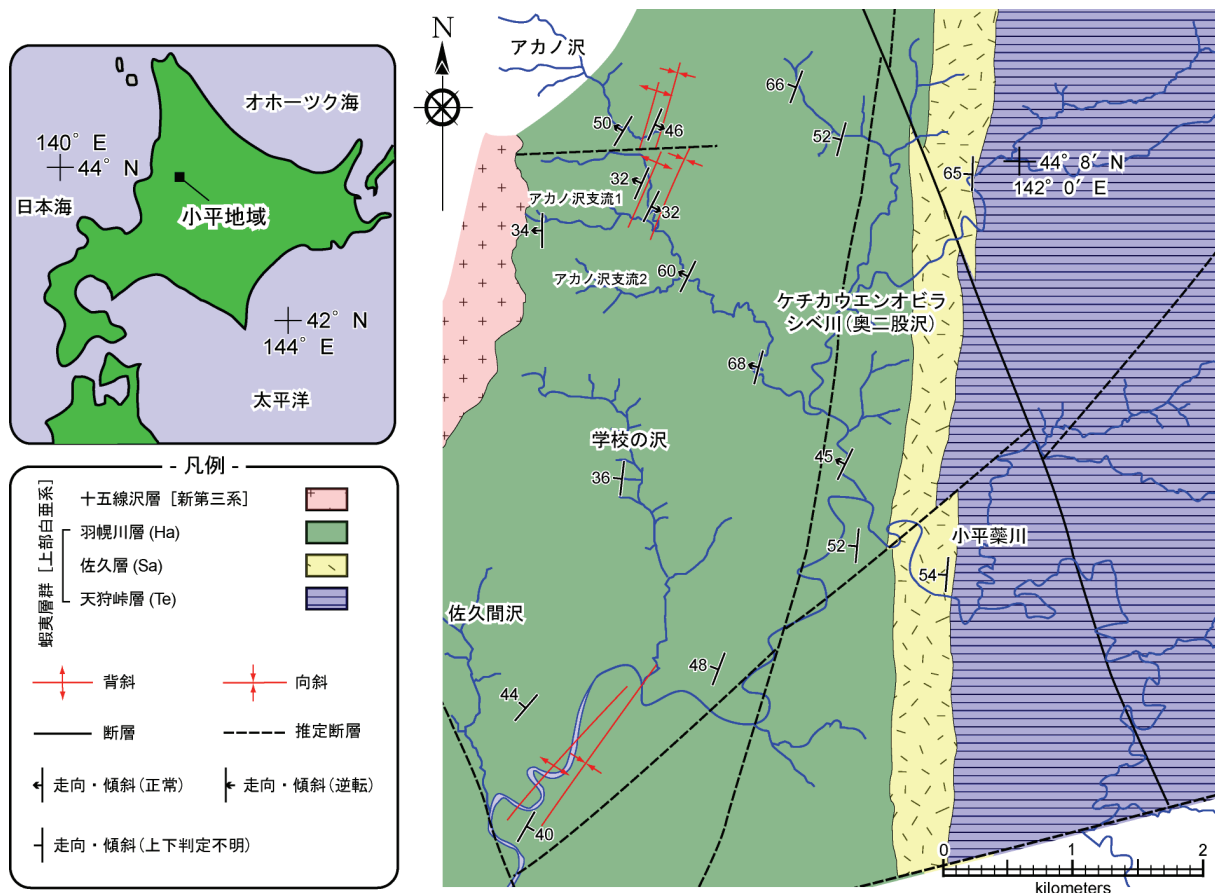 オホーツク海
140° E
44° N
日本海
小平地域
42° N
144° E
太平洋
- 凡例 -
蝦夷層群［上部白亜系］
十五線沢層［新第三系］
羽幌川層 (Ha)
佐久層 (Sa)
天狗峠層 (Te)
背斜
向斜
断層
推定断層
走向・傾斜（正常）
走向・傾斜（逆転）
走向・傾斜（上下判定不明）
N
アカノ沢
66
50
46
52
65
44° 8′ N
142° 0′ E
32
アカノ沢支流1
32
34
60
アカノ沢支流2
ケチカウエンオビラ
シベ川（奥二股沢）
68
学校の沢
45
36
小平蘂川
52
54
佐久間沢
48
44
40
0
1
2
kilometers